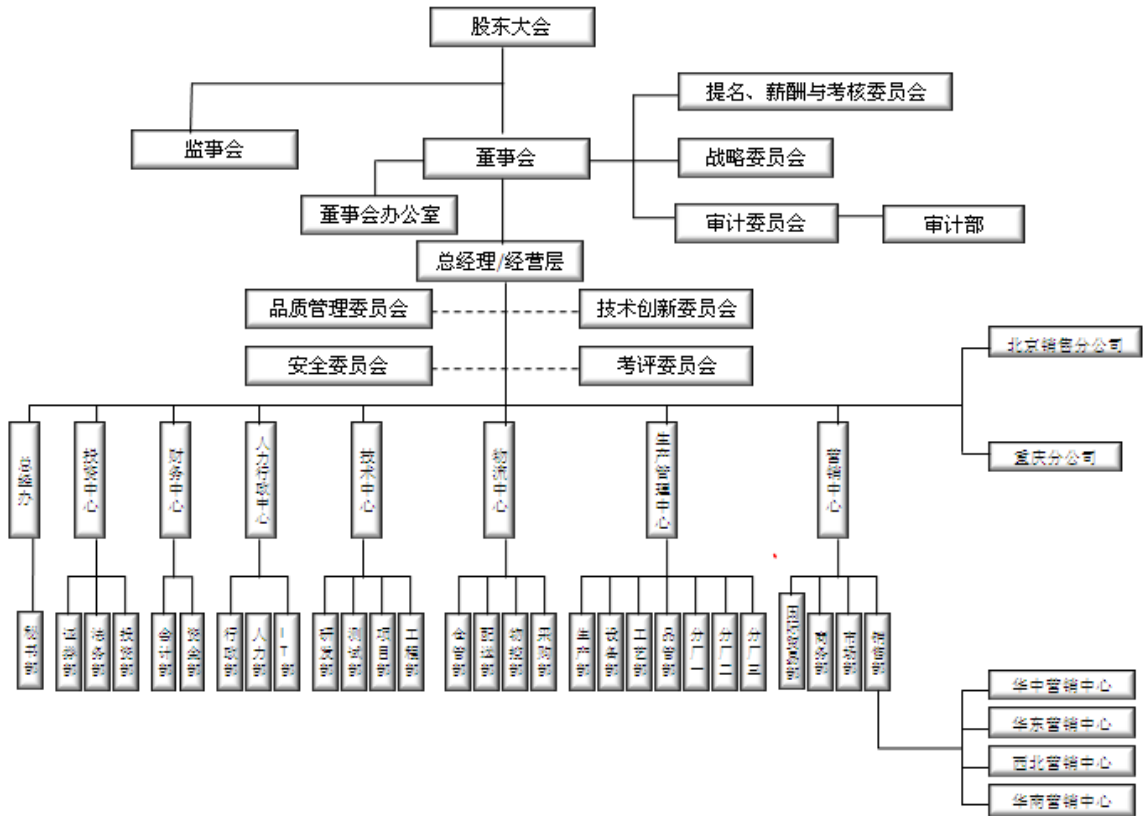 股东大会
提名、薪酬与考核委员会
监事会
董事会
战略委员会
董事会办公室
审计委员会
审计部
总经理/经营层
品质管理委员会
技术创新委员会
北京销售分公司
安全委员会
考评委员会
总经办
投资中心
财务中心
人力行政中心
技术中心
物流中心
生产管理中心
营销中心
重庆分公司
秘书部
证券部
法务部
投资部
会计部
资金部
行政部
人力部
IT部
研发部
测试部
项目部
工程部
仓管部
配送部
物控部
采购部
生产部
设备部
工艺部
品管部
分厂一
分厂二
分厂三
商务部
市场部
销售部
华中营销中心
华东营销中心
西北营销中心
华南营销中心